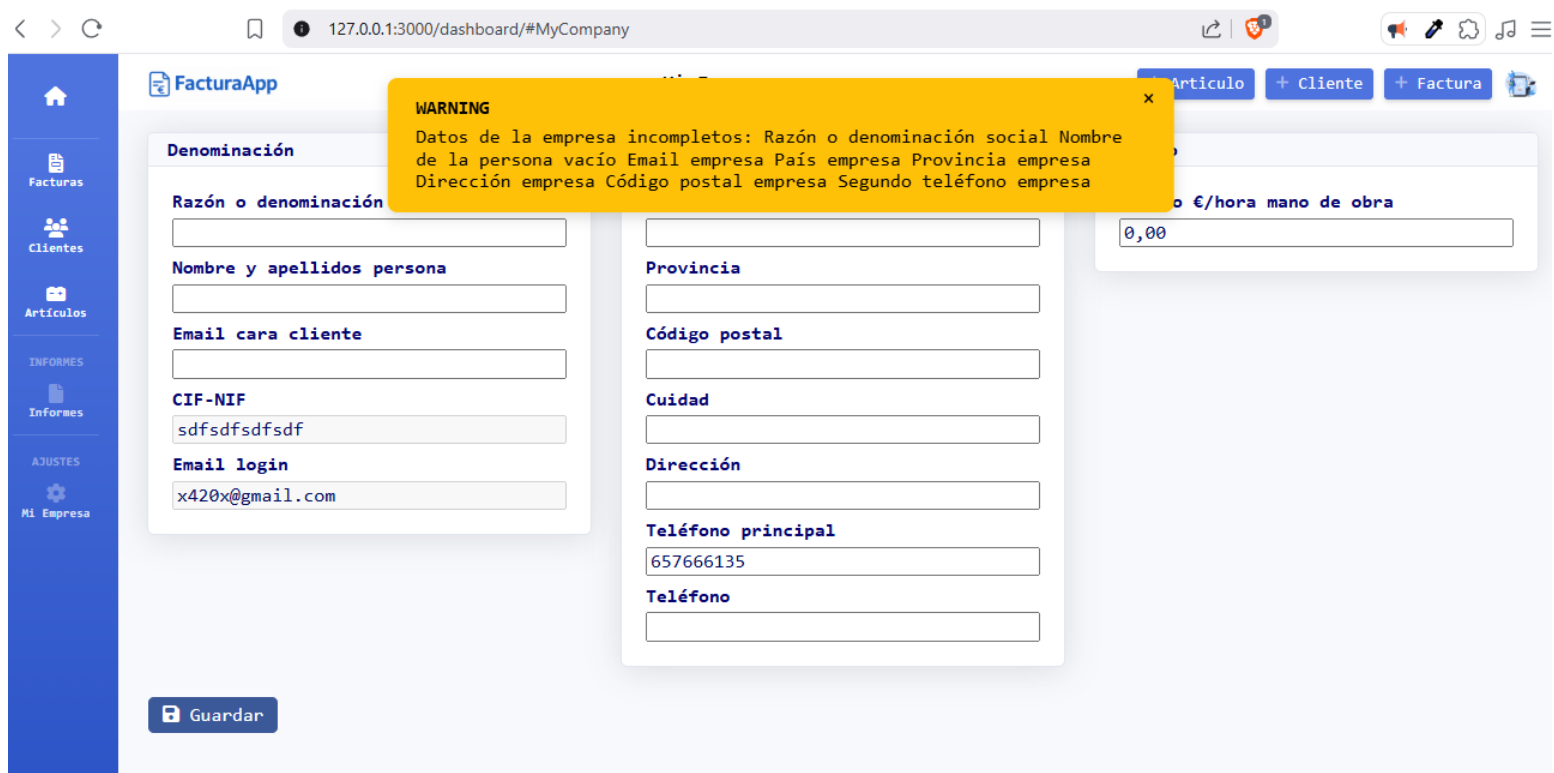 127.0.0.1:3000/dashboard/#MyCompany
1
FacturaApp
Articulo
+ Cliente
+ Factura
WARNING
×
Datos de la empresa incompletos: Razón o denominación social Nombre
de la persona vacío Email empresa País empresa Provincia empresa
Dirección empresa Código postal empresa Segundo teléfono empresa
Facturas
Clientes
Artículos
INFORMES
Informes
AJUSTES
Mi Empresa
Denominación
Razón o denominación
Nombre y apellidos persona
Email cara cliente
CIF-NIF
sdfsdfsdfsdf
Email login
x420x@gmail.com
Provincia
Código postal
Cuidad
Dirección
Teléfono principal
657666135
Teléfono
€/hora mano de obra
0,00
Guardar